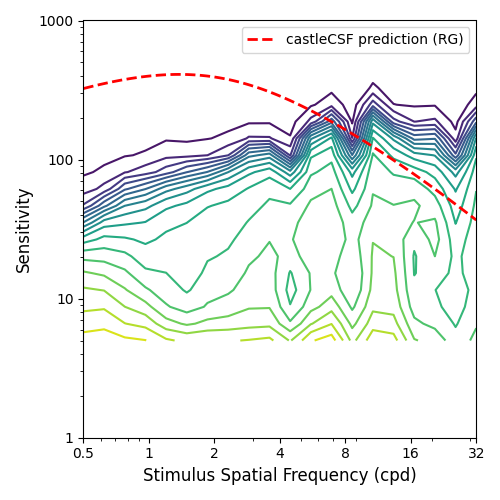 1000
castleCSF prediction (RG)
100
Sensitivity
10
1
0.5 1 2 4 8 16 32
Stimulus Spatial Frequency (cpd)